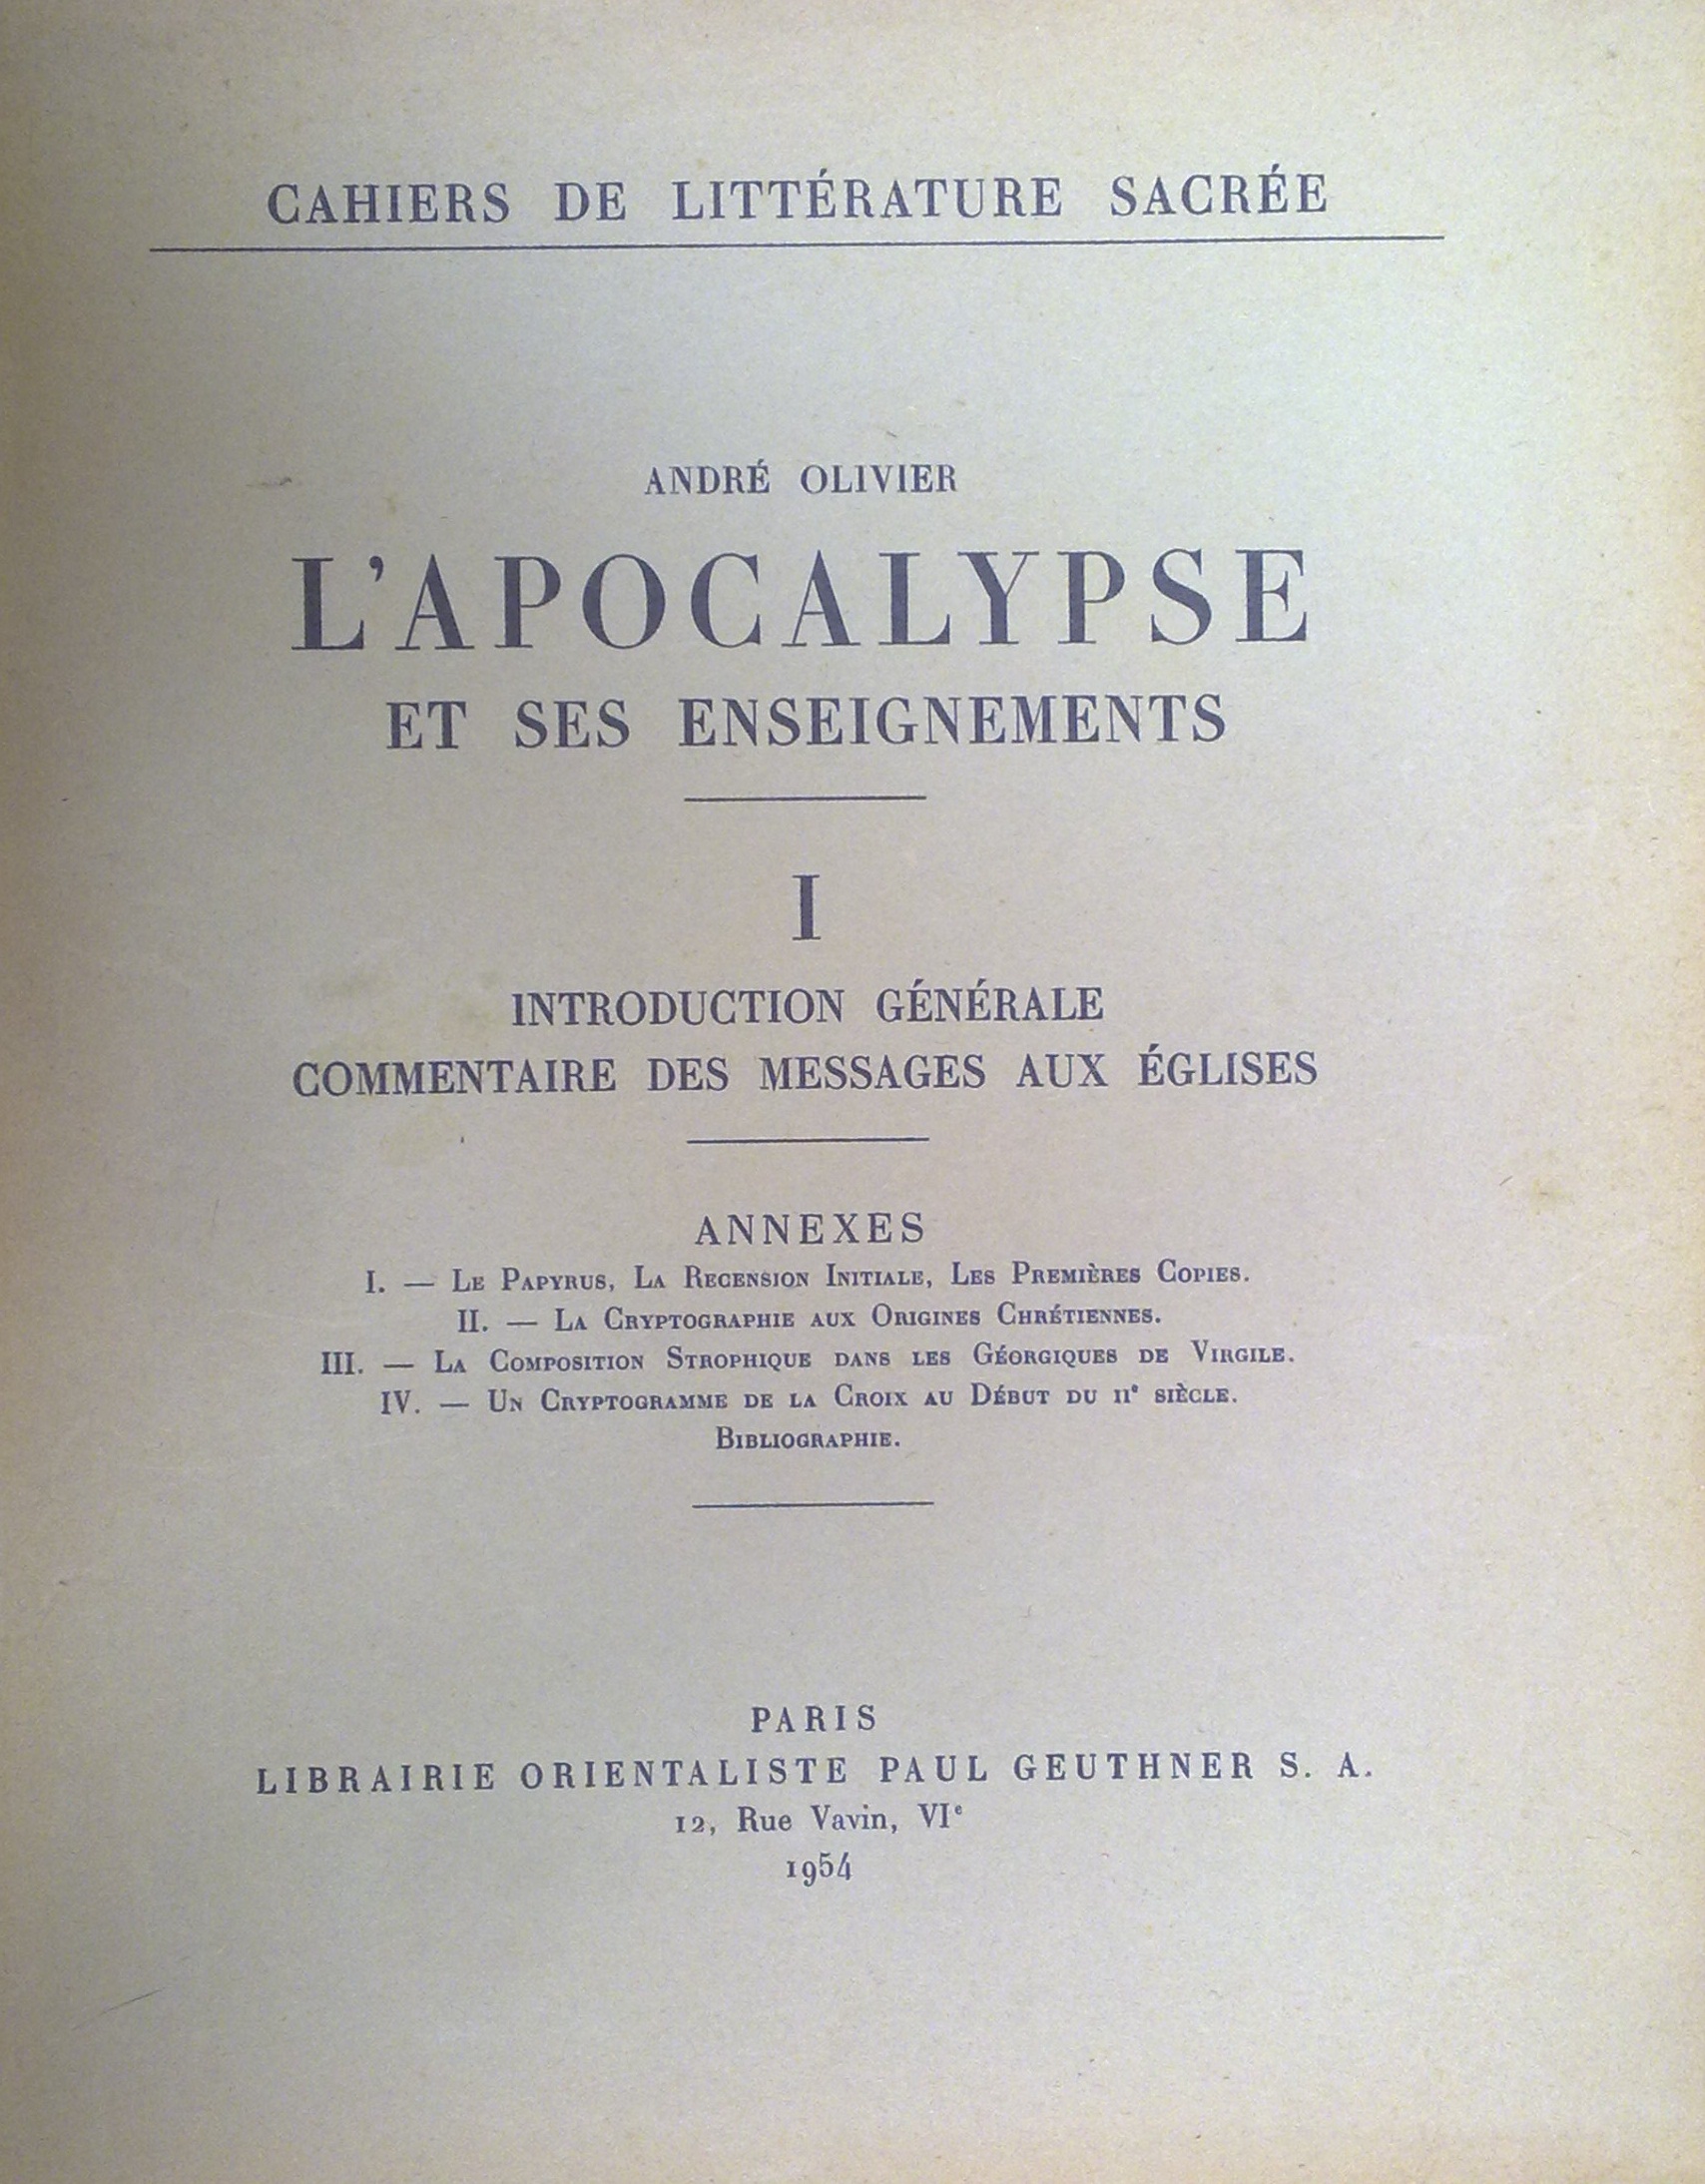 CAHIERS DE LITTÉRATURE SACRÉE
ANDRÉ OLIVIER
L'APOCALYPSE
ET SES ENSEIGNEMENTS
I
INTRODUCTION GÉNÉRALE
COMMENTAIRE DES MESSAGES AUX ÉGLISES
ANNEXES
I. — Le Papyrus, La Recension Initiale, Les Premières Copies.
II. — La Cryptographie aux Origines Chrétiennes.
III. — La Composition Strophique dans les Géorgiques de Virgile.
IV. — Un Cryptogramme de la Croix au Début du IIe siècle.
Bibliographie.
PARIS
LIBRAIRIE ORIENTALISTE PAUL GEUTHNER S. A.
12, Rue Vavin, VIe
1954